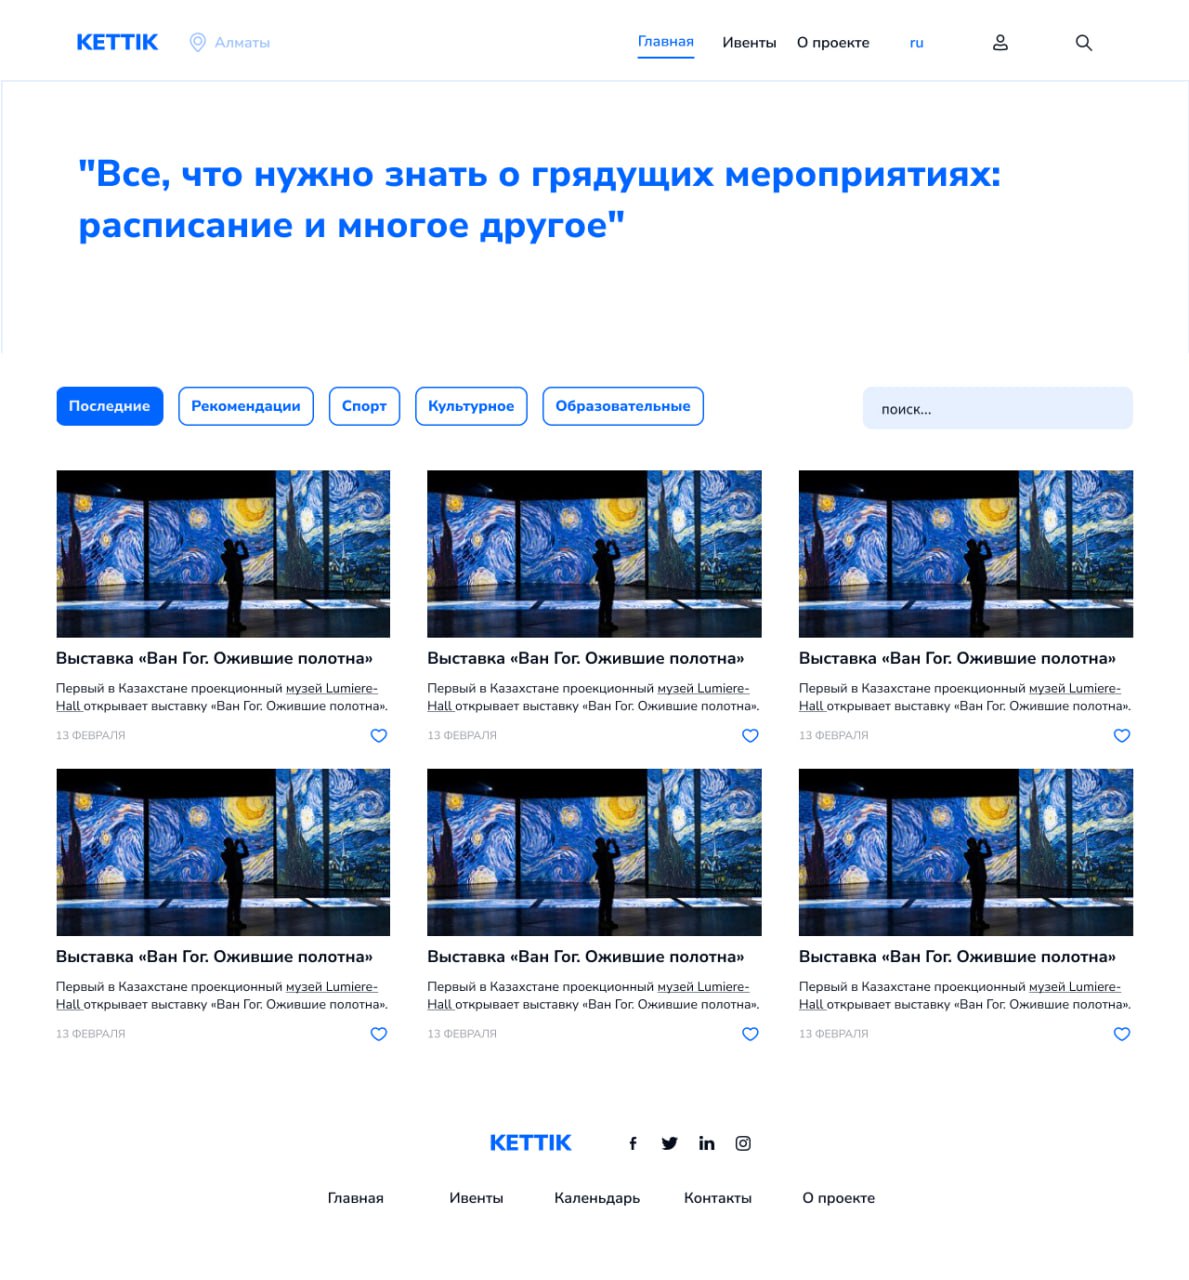 KETTIK Алматы Главная Ивенты О проекте ru
"Все, что нужно знать о грядущих мероприятиях:
расписание и многое другое"
Последние Рекомендации Спорт Культурное Образовательные поиск...
Выставка «Ван Гог. Ожившие полотна»
Первый в Казахстане проекционный музей Lumiere-
Hall открывает выставку «Ван Гог. Ожившие полотна».
13 ФЕВРАЛЯ
Выставка «Ван Гог. Ожившие полотна»
Первый в Казахстане проекционный музей Lumiere-
Hall открывает выставку «Ван Гог. Ожившие полотна».
13 ФЕВРАЛЯ
Выставка «Ван Гог. Ожившие полотна»
Первый в Казахстане проекционный музей Lumiere-
Hall открывает выставку «Ван Гог. Ожившие полотна».
13 ФЕВРАЛЯ
Выставка «Ван Гог. Ожившие полотна»
Первый в Казахстане проекционный музей Lumiere-
Hall открывает выставку «Ван Гог. Ожившие полотна».
13 ФЕВРАЛЯ
Выставка «Ван Гог. Ожившие полотна»
Первый в Казахстане проекционный музей Lumiere-
Hall открывает выставку «Ван Гог. Ожившие полотна».
13 ФЕВРАЛЯ
Выставка «Ван Гог. Ожившие полотна»
Первый в Казахстане проекционный музей Lumiere-
Hall открывает выставку «Ван Гог. Ожившие полотна».
13 ФЕВРАЛЯ
KETTIK
Главная Ивенты Календьдарь Контакты О проекте